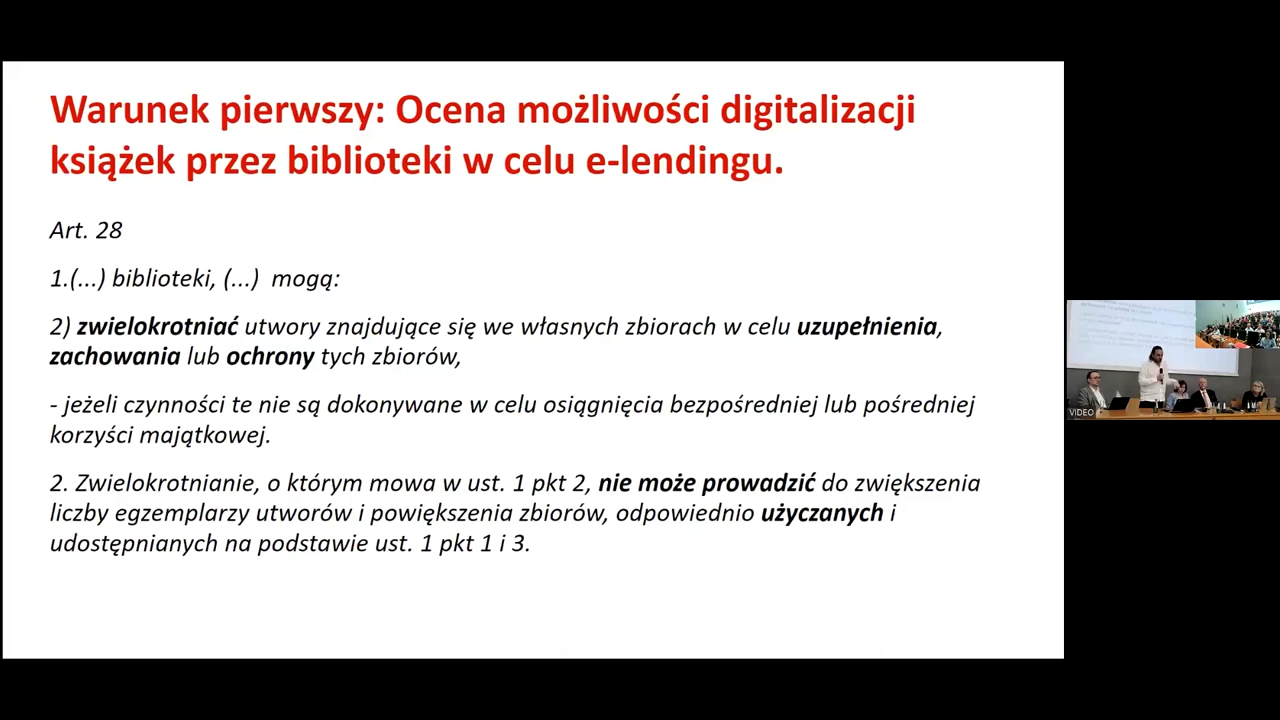 Warunek pierwszy: Ocena możliwości digitalizacji
książek przez biblioteki w celu e-lendingu.
Art. 28
1.(...) biblioteki, (...)  mogą:
2) zwielokrotniać utwory znajdujące się we własnych zbiorach w celu uzupełnienia,
zachowania lub ochrony tych zbiorów,
- jeżeli czynności te nie są dokonywane w celu osiągnięcia bezpośredniej lub pośredniej
korzyści majątkowej.
2. Zwielokrotnianie, o którym mowa w ust. 1 pkt 2, nie może prowadzić do zwiększenia
liczby egzemplarzy utworów i powiększenia zbiorów, odpowiednio użyczanych i
udostępnianych na podstawie ust. 1 pkt 1 i 3.
VIDEO